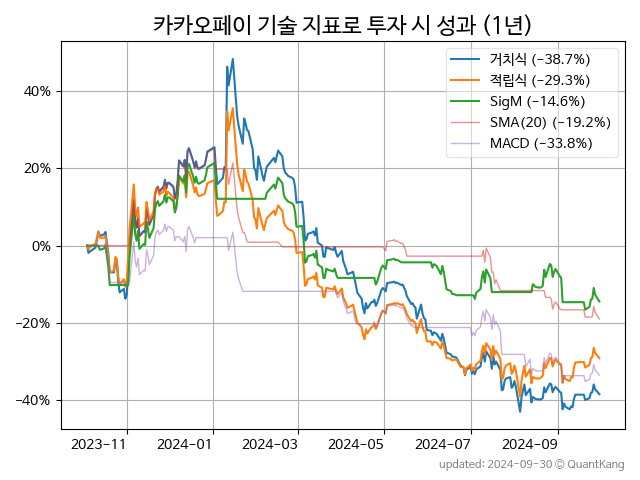 카카오페이 기술 지표로 투자 시 성과 (1년)
거치식 (−38.7%)
적립식 (−29.3%)
SigM (−14.6%)
SMA(20) (−19.2%)
MACD (−33.8%)
40%
20%
0%
−20%
−40%
2023-11 2024-01 2024-03 2024-05 2024-07 2024-09
updated: 2024-09-30 ⓒ QuantKang